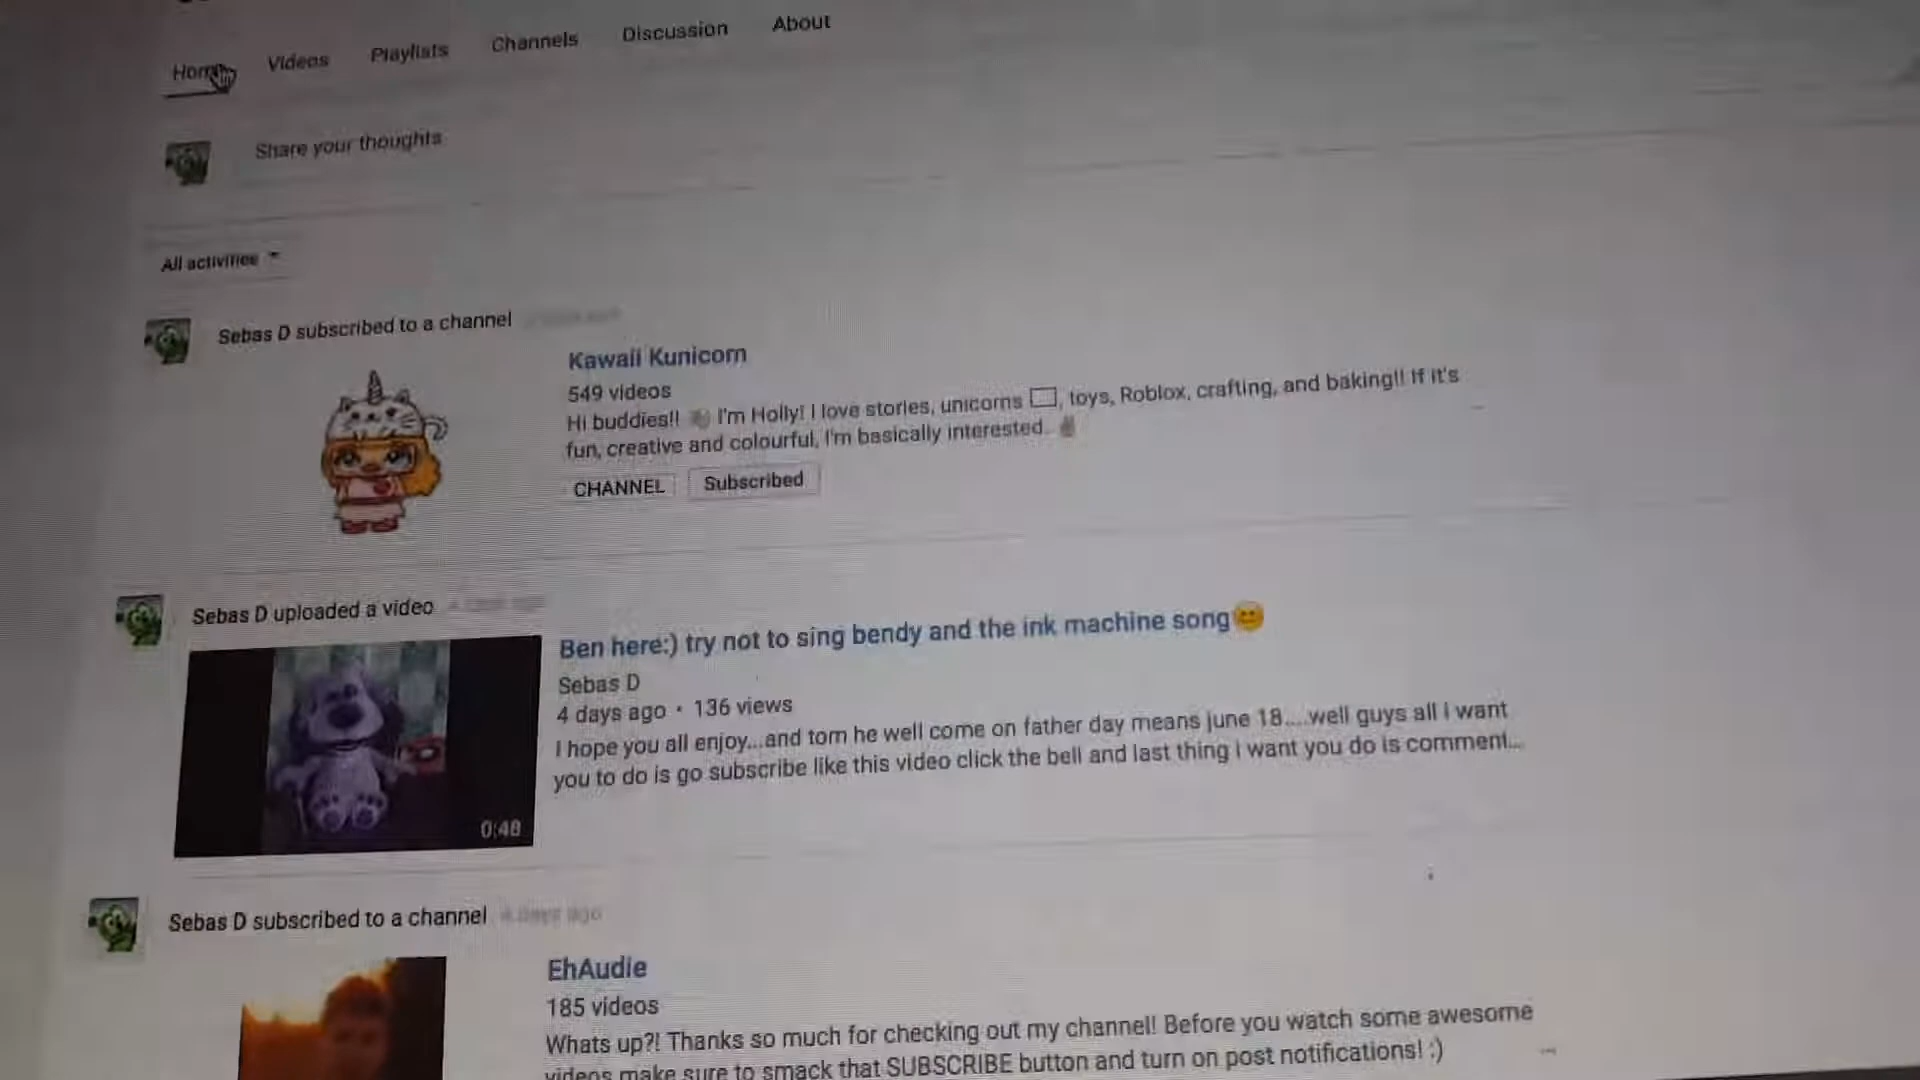 Home Videos Playlists Channels Discussion About
Share your thoughts
All activities
Sebas D subscribed to a channel
Kawaii Kunicorn
549 videos
Hi buddies!! 👋 I'm Holly! I love stories, unicorns , toys, Roblox, crafting, and baking!! If it's
fun, creative and colourful, I'm basically interested.
CHANNEL Subscribed
Sebas D uploaded a video
Ben here:) try not to sing bendy and the ink machine song🙂
Sebas D
4 days ago • 136 views
I hope you all enjoy...and tom he well come on father day means june 18....well guys all i want
you to do is go subscribe like this video click the bell and last thing i want you do is comment...
0:48
Sebas D subscribed to a channel 4 days ago
EhAudie
185 videos
Whats up?! Thanks so much for checking out my channel! Before you watch some awesome
videos make sure to smack that SUBSCRIBE button and turn on post notifications! :)